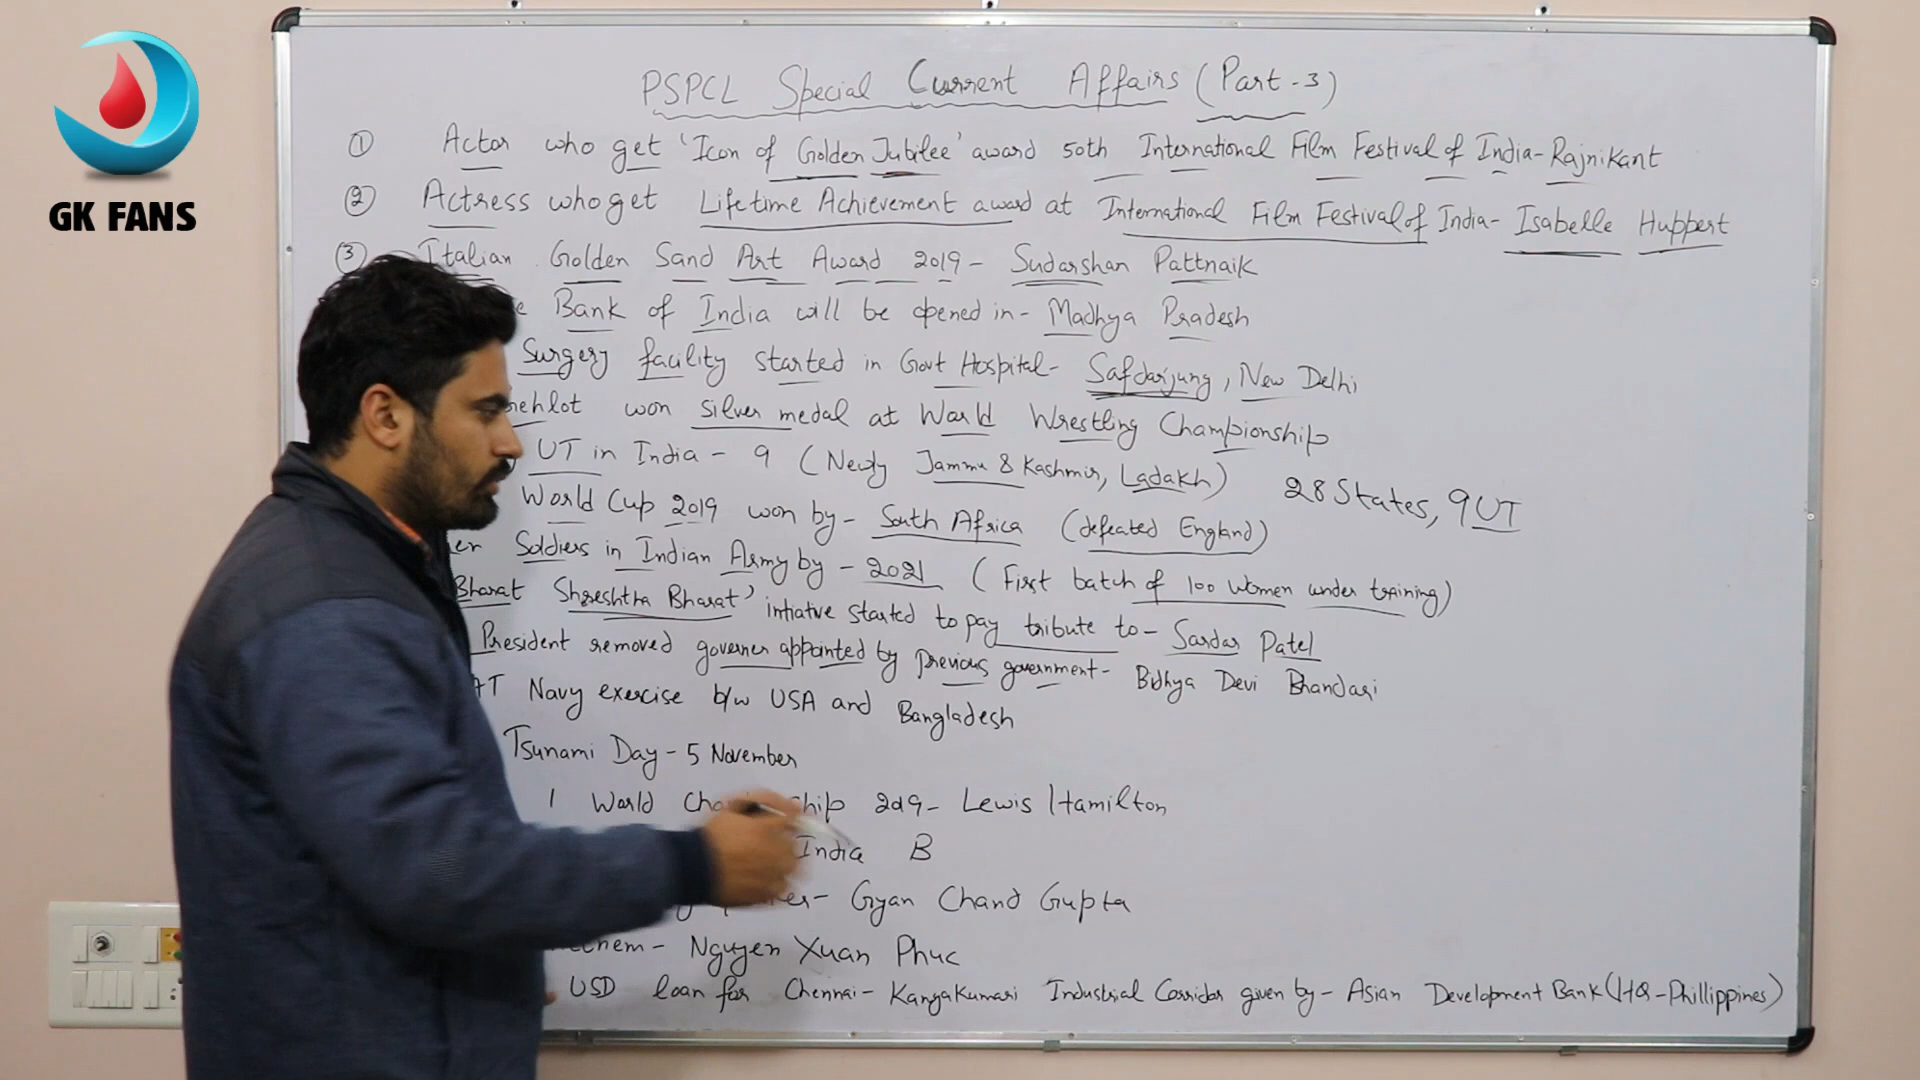 GK FANS
PSPCL Special Current Affairs (Part-3)
① Actor who get 'Icon of Golden Jubilee' award 50th International Film Festival of India- Rajnikant
② Actress who get Lifetime Achievement award at International Film Festival of India- Isabelle Huppert
③ Italian Golden Sand Art Award 2019 - Sudarshan Pattnaik
Bank of India will be opened in - Madhya Pradesh
Surgery facility started in Govt Hospital- Safdarjung, New Delhi
won silver medal at World Wrestling Championship
UT in India - 9 (Newly Jammu & Kashmir, Ladakh) 28 States, 9 UT
World Cup 2019 won by - South Africa (defeated England)
Soldiers in Indian Army by - 2021 (First batch of 100 women under training)
Bharat Shreshtha Bharat' intiative started to pay tribute to - Sardar Patel
President removed governer appointed by previous government- Bidhya Devi Bhandari
Navy exercise b/w USA and Bangladesh
Tsunami Day - 5 November
1 World 2019- Lewis Hamilton
India B
- Gyan Chand Gupta
- Nguyen Xuan Phuc
USD loan for Chennai- Kanyakumari Industrial Corridor given by - Asian Development Bank (HQ-Phillippines)